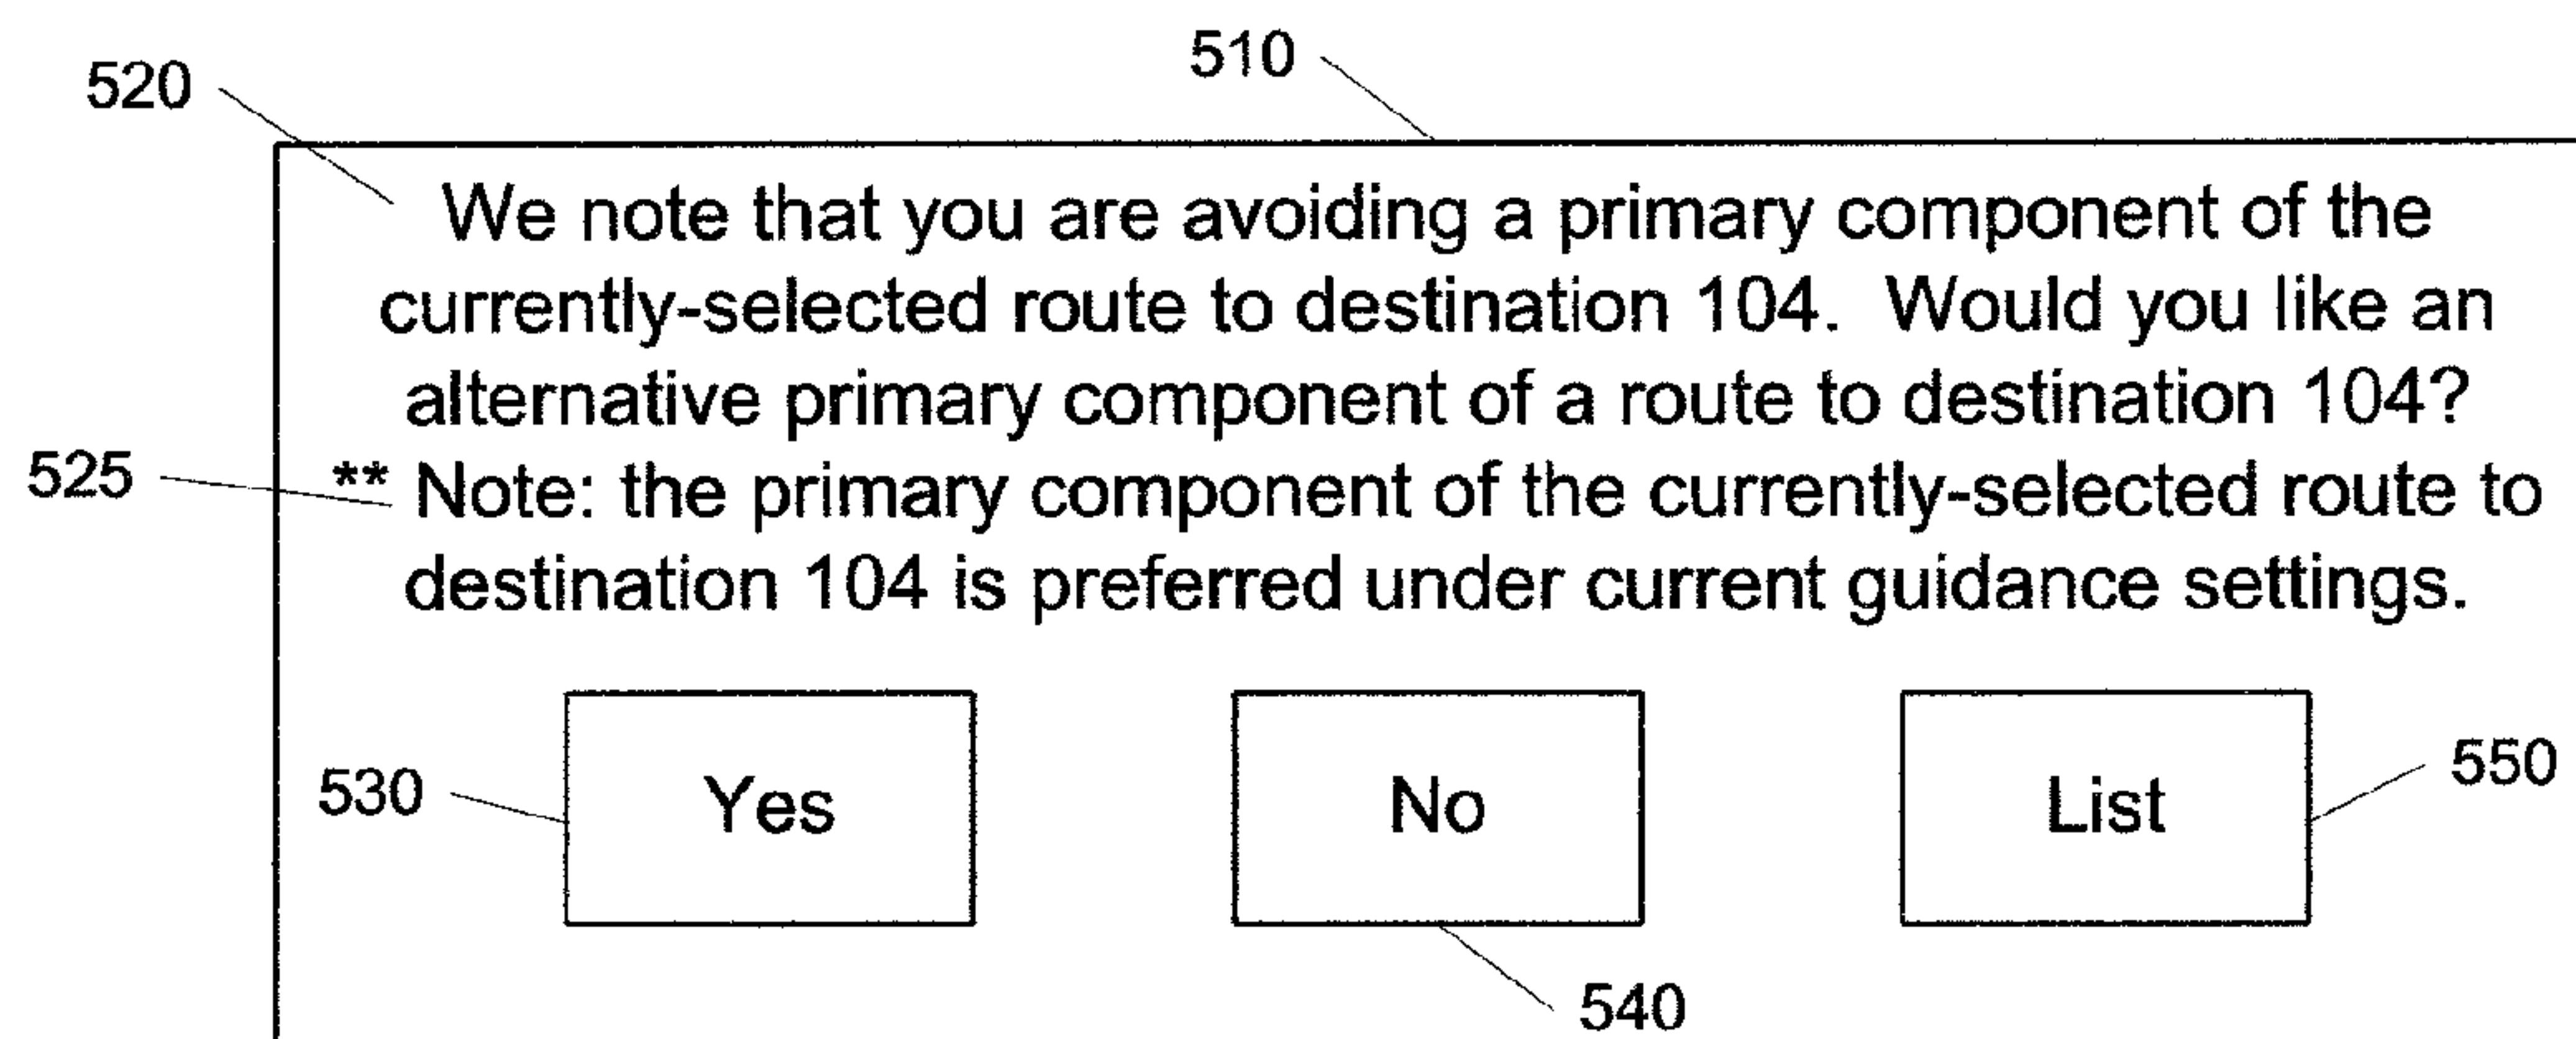 510
520
We note that you are avoiding a primary component of the
currently-selected route to destination 104. Would you like an
alternative primary component of a route to destination 104?
525
** Note: the primary component of the currently-selected route to
destination 104 is preferred under current guidance settings.
530
Yes
No
List
550
540